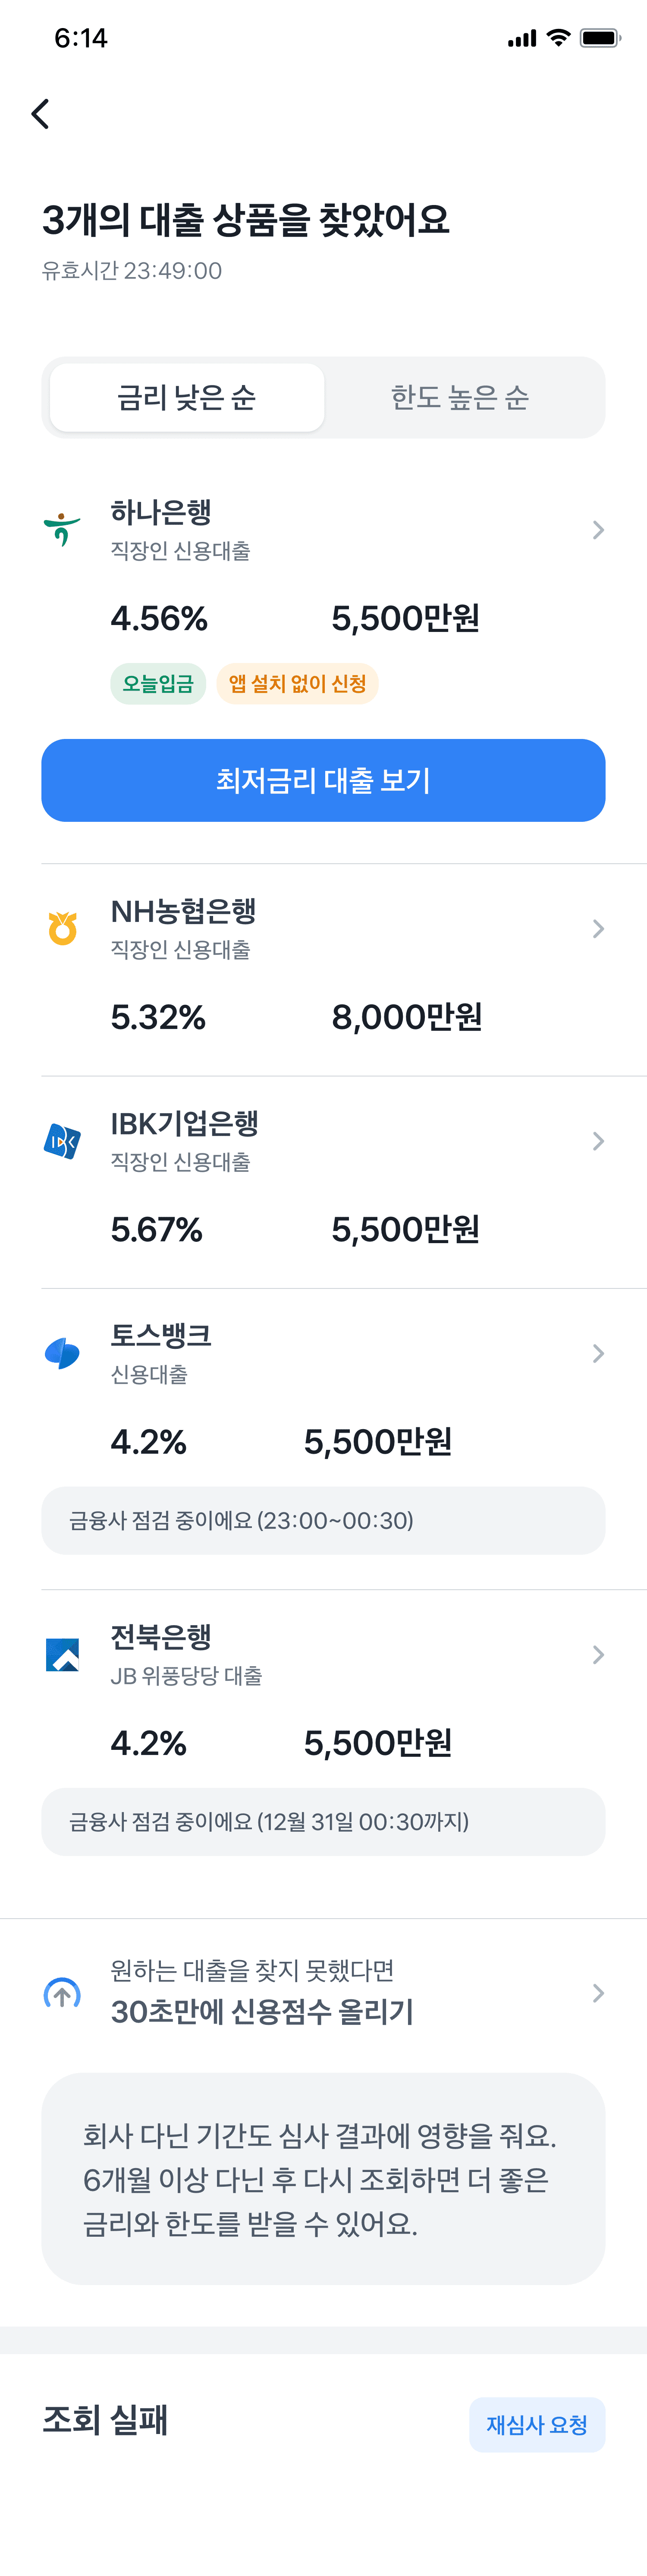 6:14
3개의 대출 상품을 찾았어요
유효시간 23:49:00
금리 낮은 순
한도 높은 순
하나은행
직장인 신용대출
4.56%
5,500만원
오늘입금
앱 설치 없이 신청
최저금리 대출 보기
NH농협은행
직장인 신용대출
5.32%
8,000만원
IBK
IBK기업은행
직장인 신용대출
5.67%
5,500만원
토스뱅크
신용대출
4.2%
5,500만원
금융사 점검 중이에요 (23:00~00:30)
전북은행
JB 위풍당당 대출
4.2%
5,500만원
금융사 점검 중이에요 (12월 31일 00:30까지)
원하는 대출을 찾지 못했다면
30초만에 신용점수 올리기
회사 다닌 기간도 심사 결과에 영향을 줘요.
6개월 이상 다닌 후 다시 조회하면 더 좋은
금리와 한도를 받을 수 있어요.
조회 실패
재심사 요청